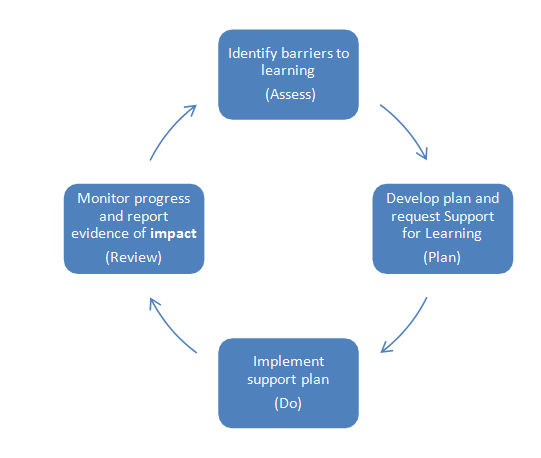 Identify barriers to
learning
(Assess)
Develop plan and
request Support
for Learning
(Plan)
Implement
support plan
(Do)
Monitor progress
and report
evidence of impact
(Review)